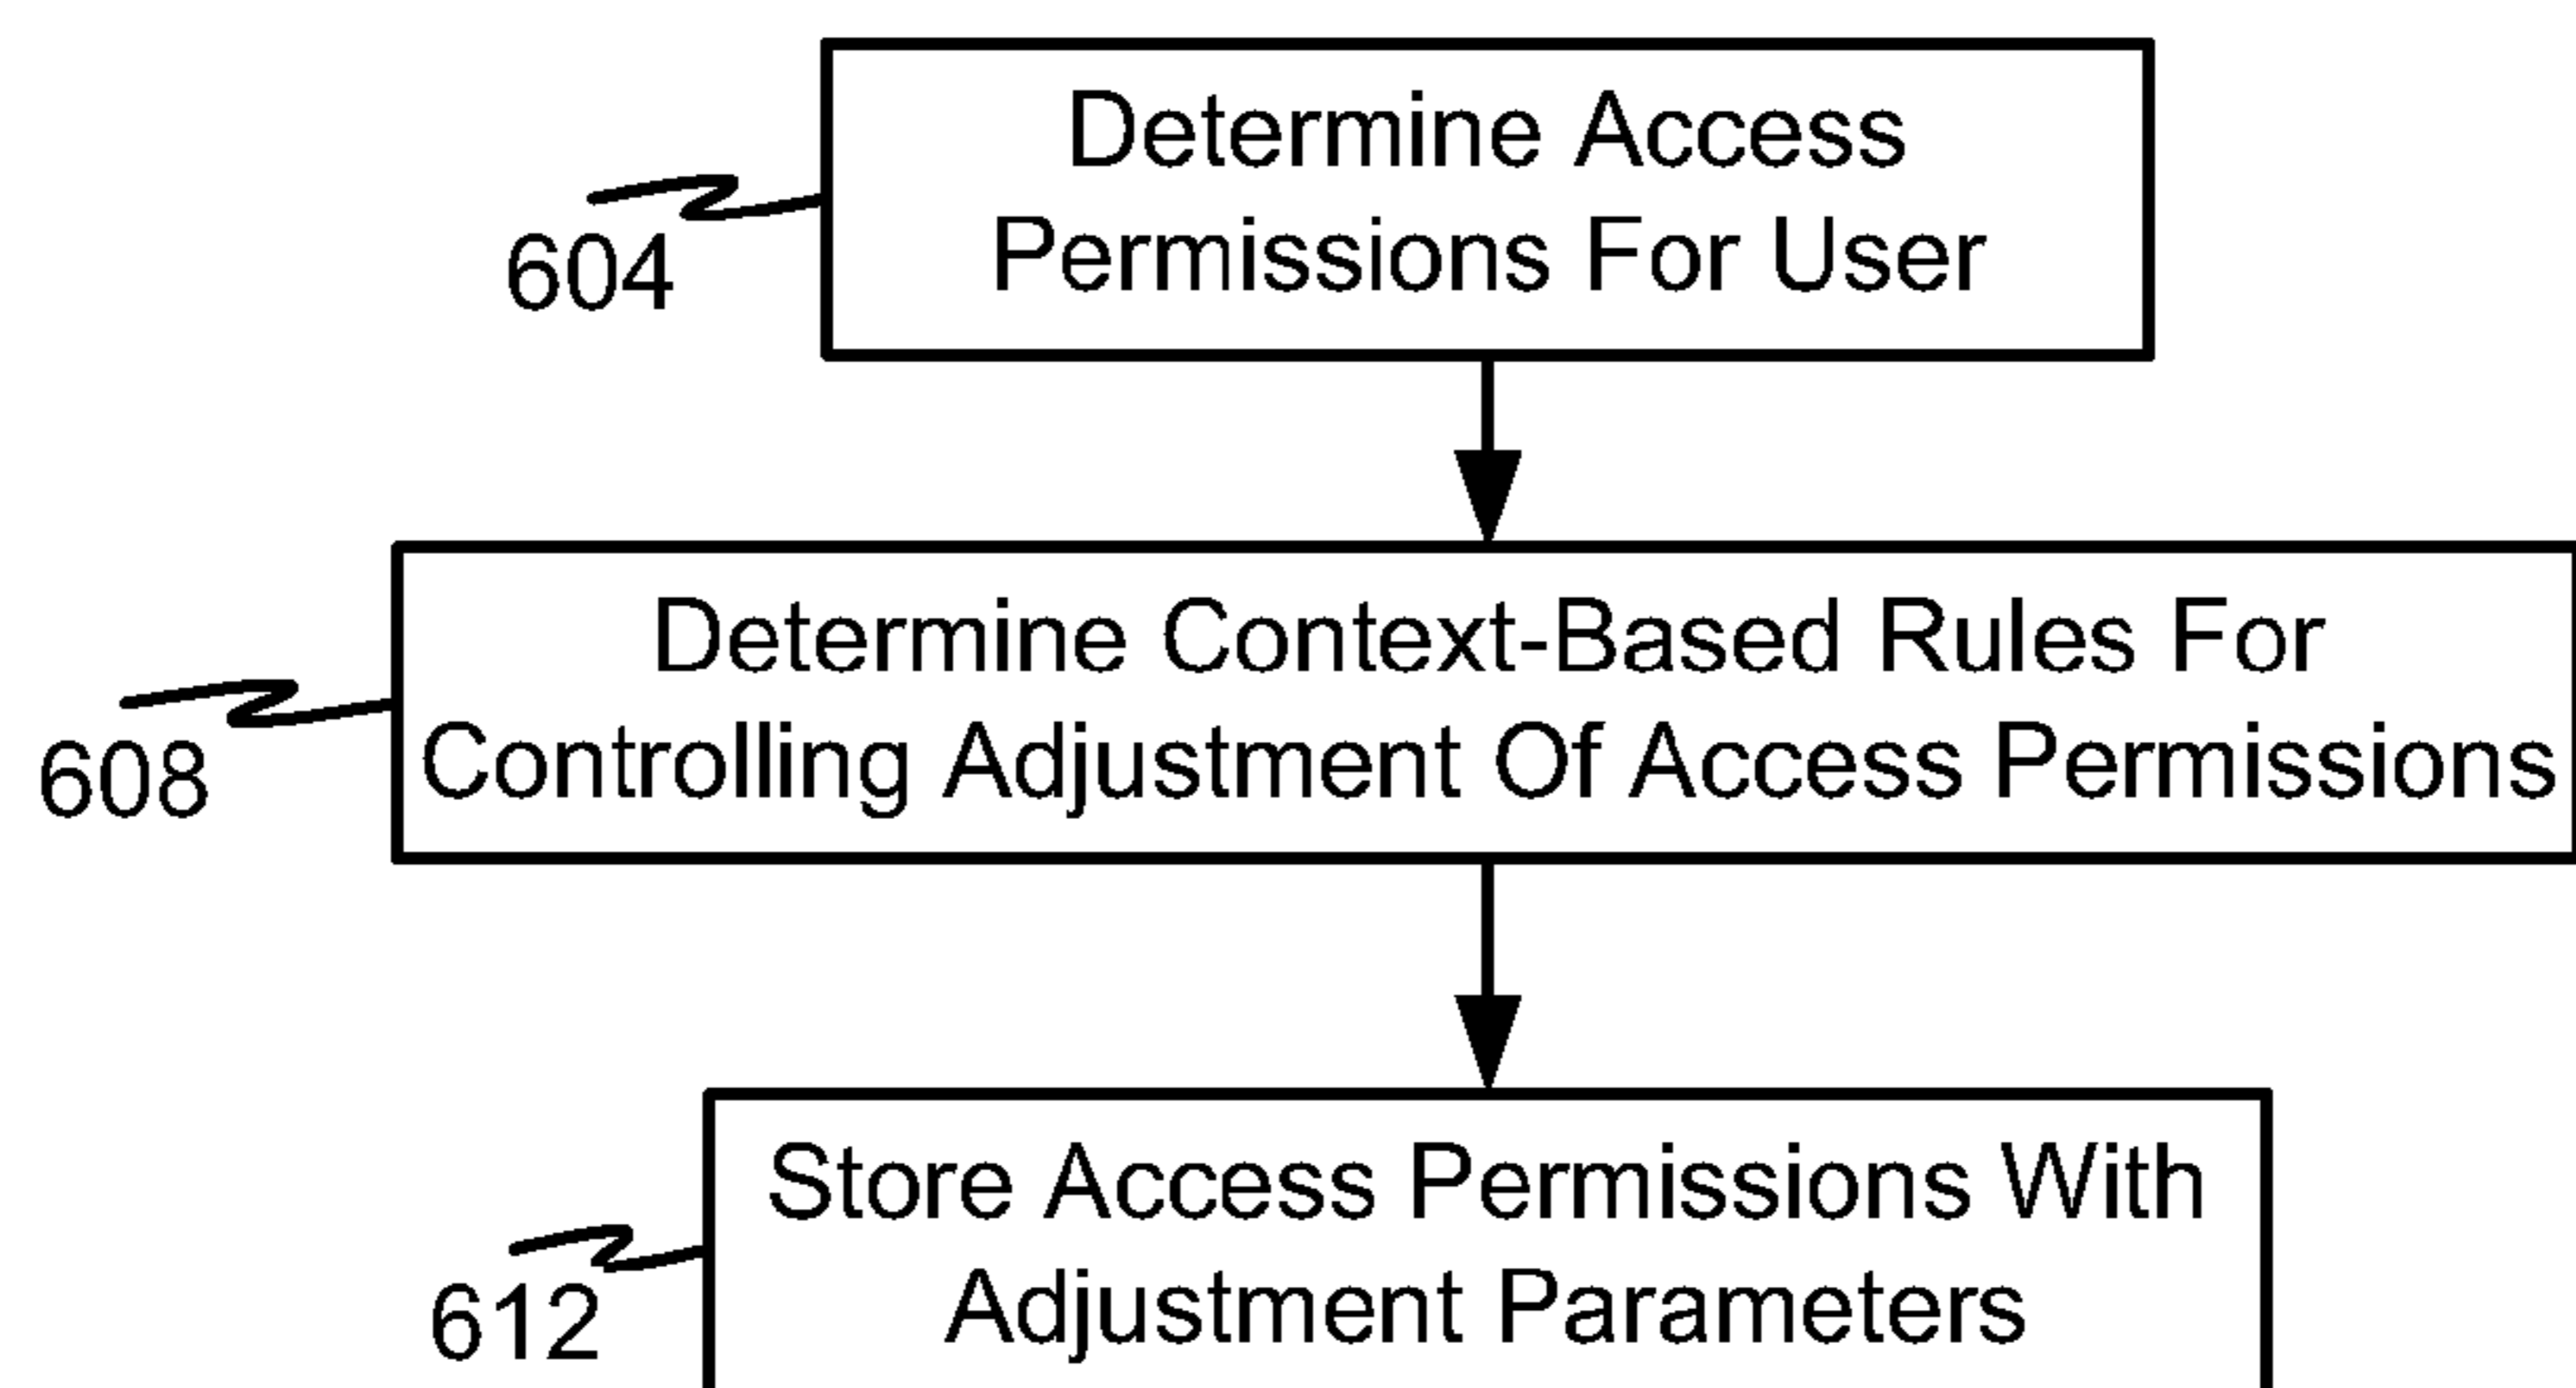 Determine Access
Permissions For User
604
Determine Context-Based Rules For
Controlling Adjustment Of Access Permissions
608
Store Access Permissions With
Adjustment Parameters
612